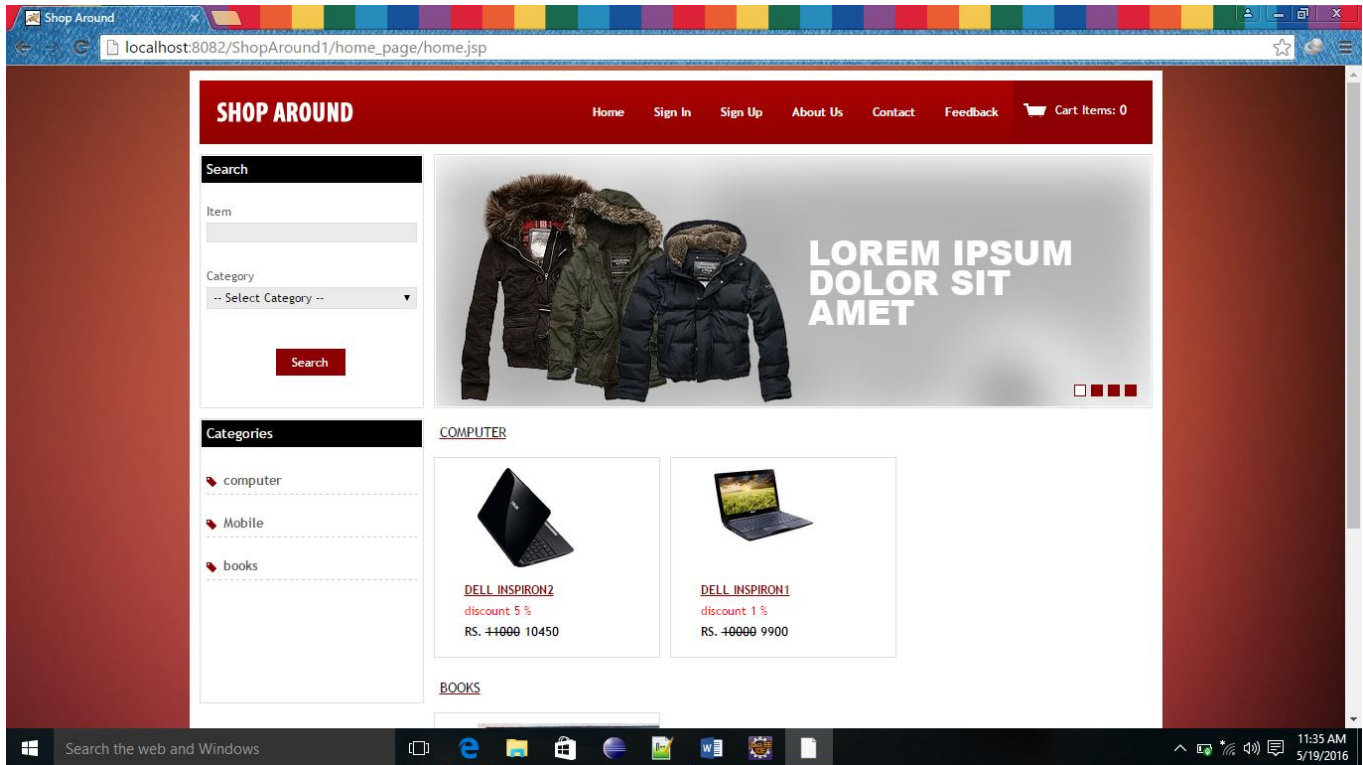 Shop Around
localhost:8082/ShopAround1/home_page/home.jsp
SHOP AROUND
Home Sign In Sign Up About Us Contact Feedback Cart Items: 0
Search
Item
Category
-- Select Category --
Search
LOREM IPSUM
DOLOR SIT
AMET
Categories
computer
Mobile
books
COMPUTER
DELL INSPIRON2
discount 5 %
RS. 11000 10450
DELL INSPIRON1
discount 1 %
RS. 10000 9900
BOOKS
Search the web and Windows
11:35 AM
5/19/2016